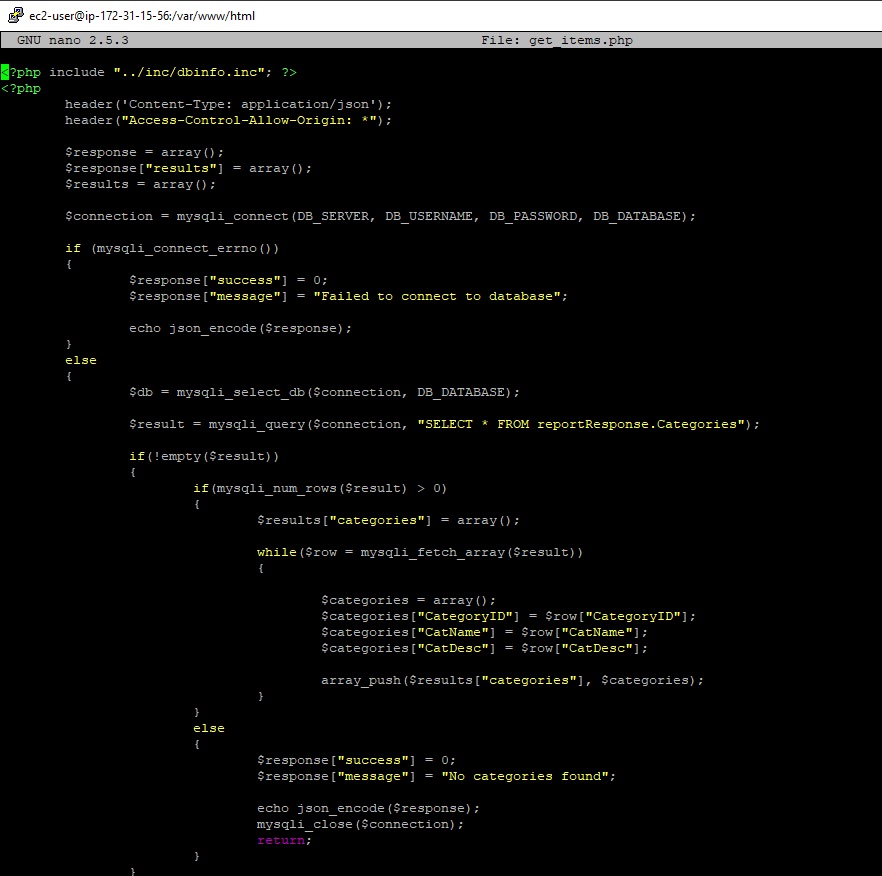 ec2-user@ip-172-31-15-56:/var/www/html
GNU nano 2.5.3 File: get_items.php
<?php include "../inc/dbinfo.inc"; ?>
<?php
header('Content-Type: application/json');
header("Access-Control-Allow-Origin: *");
$response = array();
$response["results"] = array();
$results = array();
$connection = mysqli_connect(DB_SERVER, DB_USERNAME, DB_PASSWORD, DB_DATABASE);
if (mysqli_connect_errno())
{
$response["success"] = 0;
$response["message"] = "Failed to connect to database";
echo json_encode($response);
}
else
{
$db = mysqli_select_db($connection, DB_DATABASE);
$result = mysqli_query($connection, "SELECT * FROM reportResponse.Categories");
if(!empty($result))
{
if(mysqli_num_rows($result) > 0)
{
$results["categories"] = array();
while($row = mysqli_fetch_array($result))
{
$categories = array();
$categories["CategoryID"] = $row["CategoryID"];
$categories["CatName"] = $row["CatName"];
$categories["CatDesc"] = $row["CatDesc"];
array_push($results["categories"], $categories);
}
}
else
{
$response["success"] = 0;
$response["message"] = "No categories found";
echo json_encode($response);
mysqli_close($connection);
return;
}
}